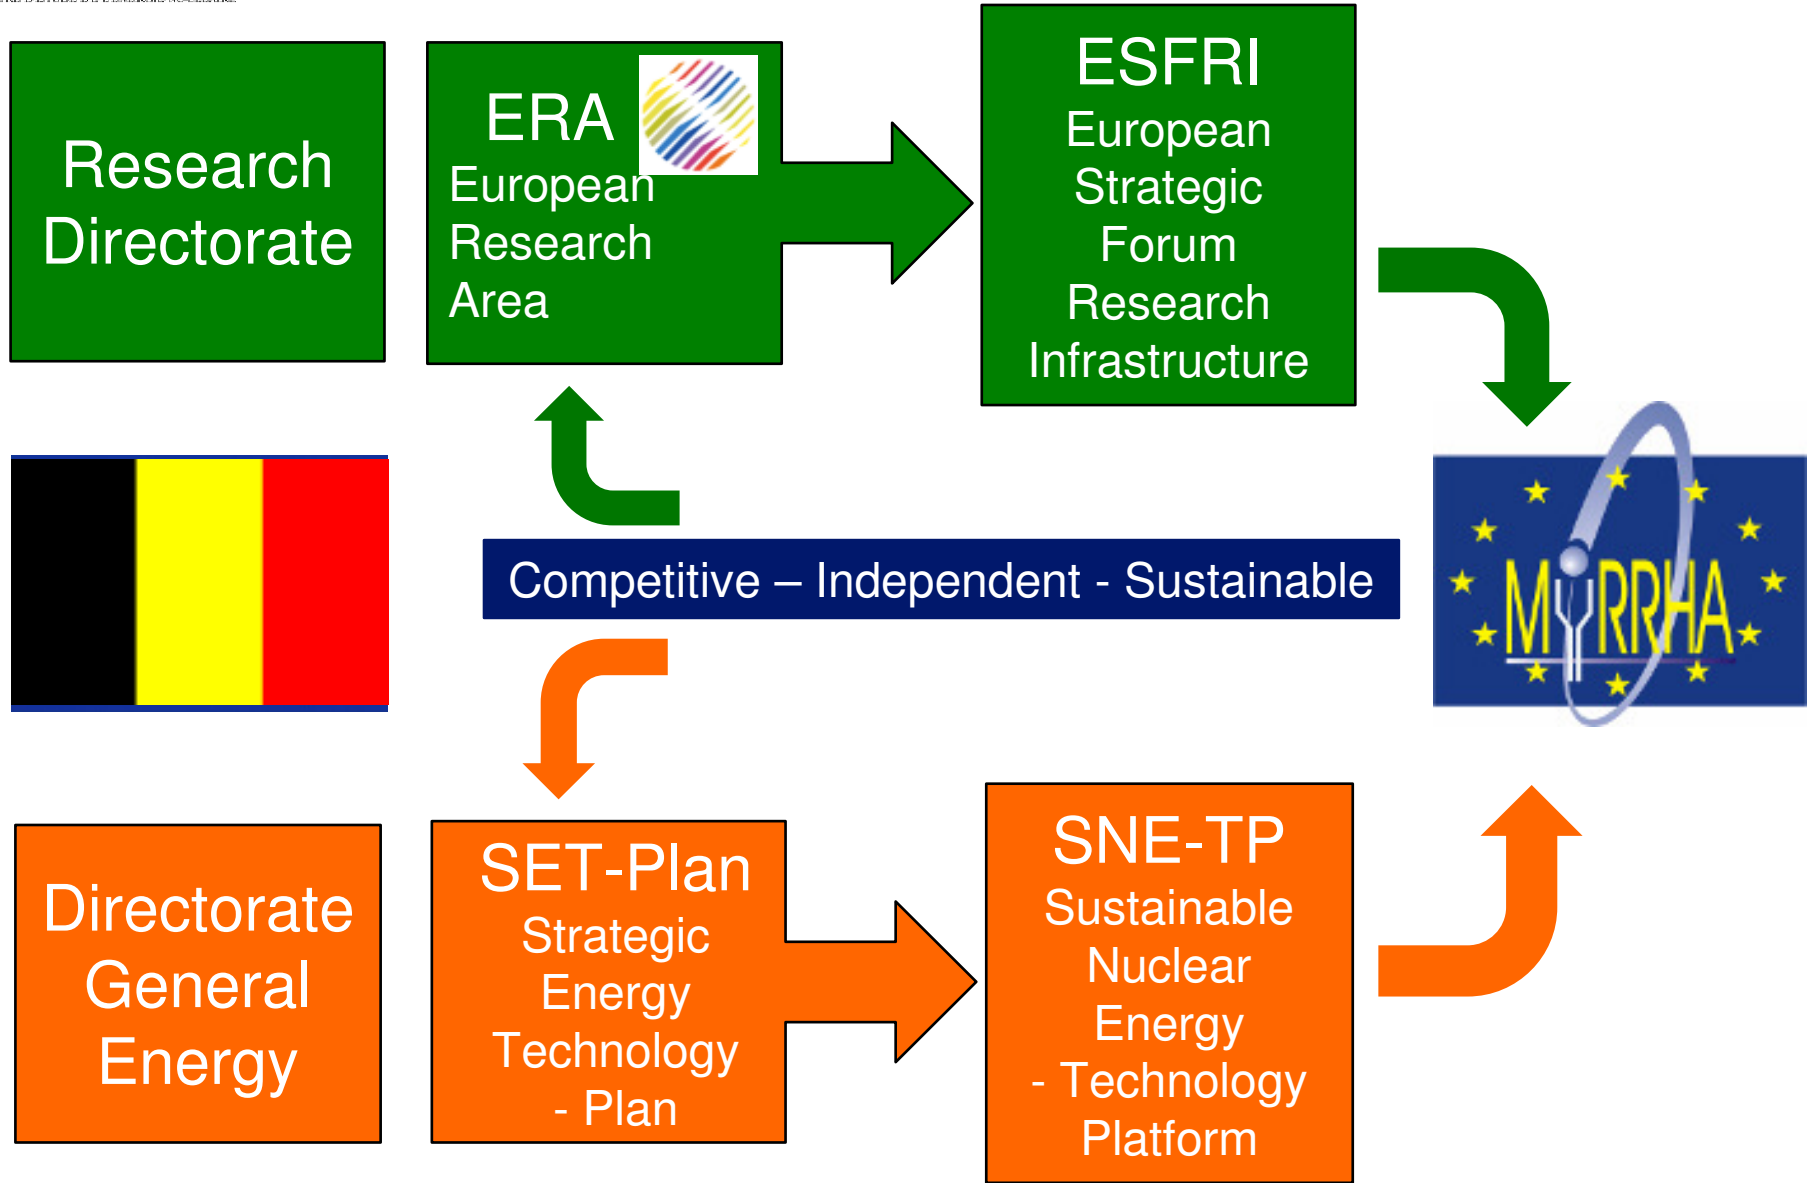 Research
Directorate
ERA
European
Research
Area
ESFRI
European
Strategic
Forum
Research
Infrastructure
Competitive – Independent - Sustainable
MYRRHA
Directorate
General
Energy
SET-Plan
Strategic
Energy
Technology
- Plan
SNE-TP
Sustainable
Nuclear
Energy
- Technology
Platform